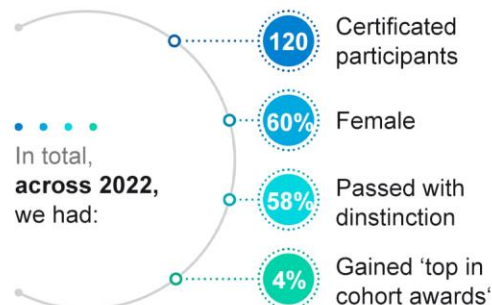 In total,
across 2022,
we had:
120
Certificated
participants
60%
Female
58%
Passed with
dinstinction
4%
Gained ‘top in
cohort awards‘